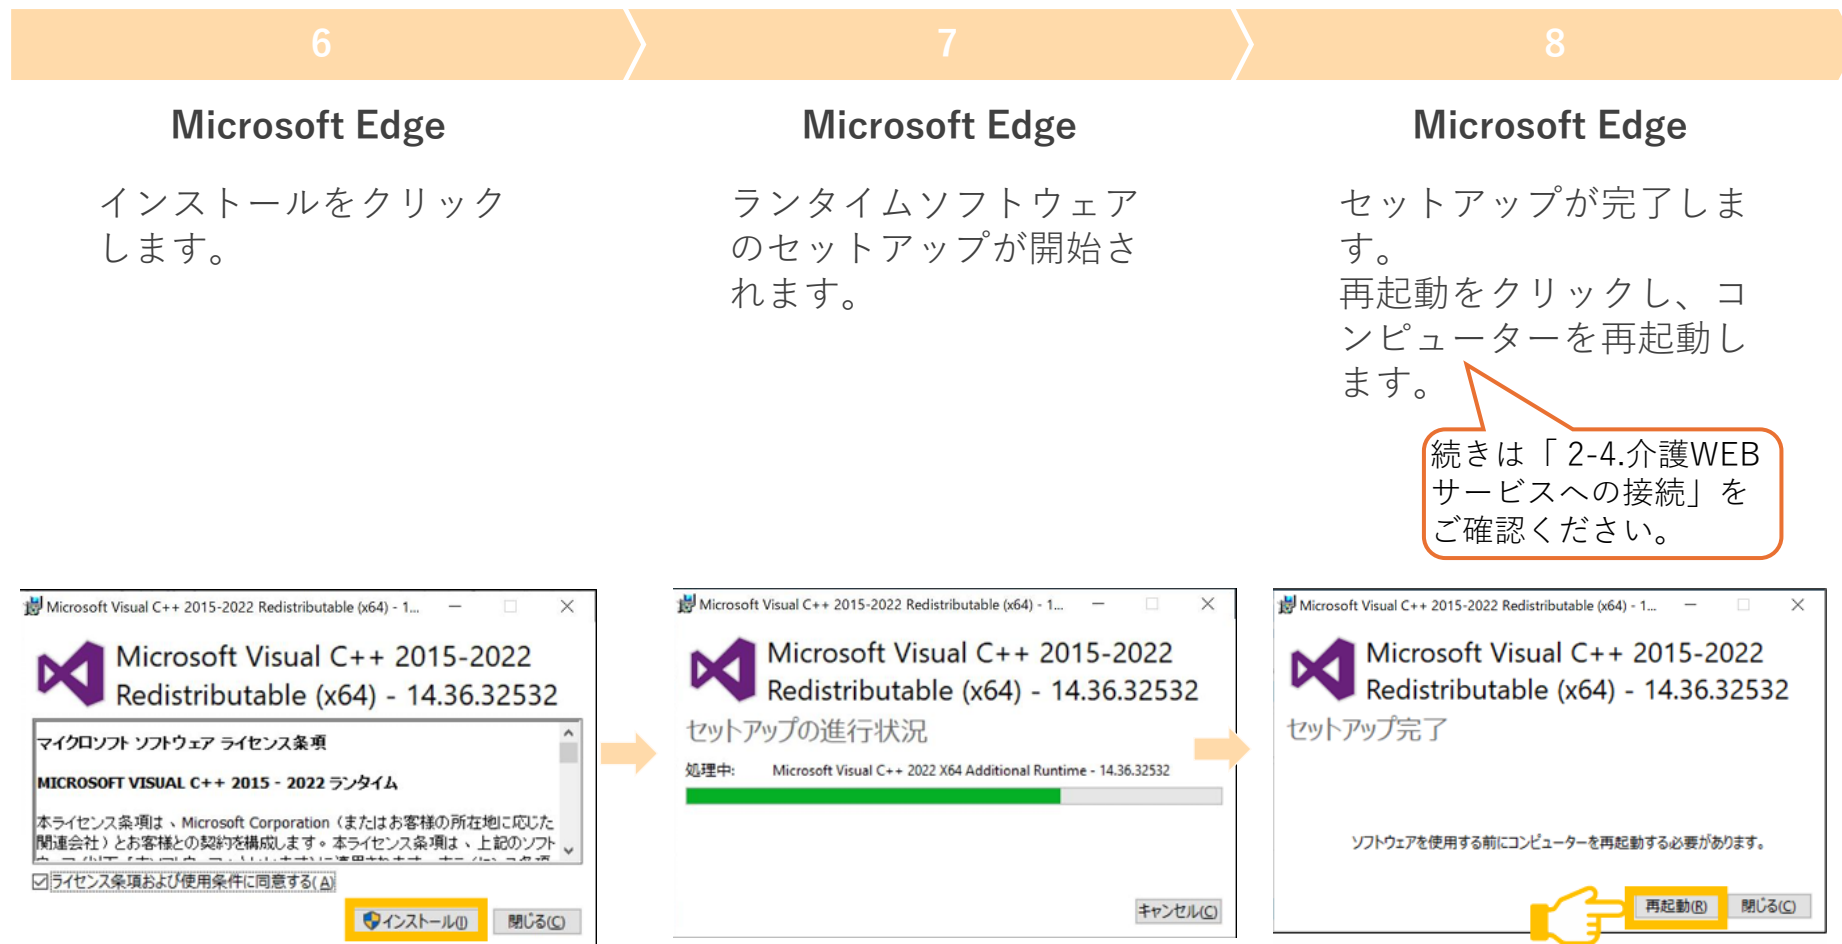 6
7
8
Microsoft Edge
インストールをクリック
します。
Microsoft Edge
ランタイムソフトウェア
のセットアップが開始さ
れます。
Microsoft Edge
セットアップが完了しま
す。
再起動をクリックし、コ
ンピューターを再起動し
ます。
続きは「 2-4.介護WEB
サービスへの接続」を
ご確認ください。
Microsoft Visual C++ 2015-2022 Redistributable (x64) - 1...
Microsoft Visual C++ 2015-2022
Redistributable (x64) - 14.36.32532
マイクロソフト ソフトウェア ライセンス条項
MICROSOFT VISUAL C++ 2015 - 2022 ランタイム
本ライセンス条項は、Microsoft Corporation（またはお客様の所在地に応じた
関連会社）とお客様との契約を構成します。本ライセンス条項は、上記のソフト
ライセンス条項および使用条件に同意する(A)
インストール(I)
閉じる(C)
Microsoft Visual C++ 2015-2022 Redistributable (x64) - 1...
Microsoft Visual C++ 2015-2022
Redistributable (x64) - 14.36.32532
セットアップの進行状況
処理中: Microsoft Visual C++ 2022 X64 Additional Runtime - 14.36.32532
キャンセル(C)
Microsoft Visual C++ 2015-2022 Redistributable (x64) - 1...
Microsoft Visual C++ 2015-2022
Redistributable (x64) - 14.36.32532
セットアップ完了
ソフトウェアを使用する前にコンピューターを再起動する必要があります。
再起動(R)
閉じる(C)